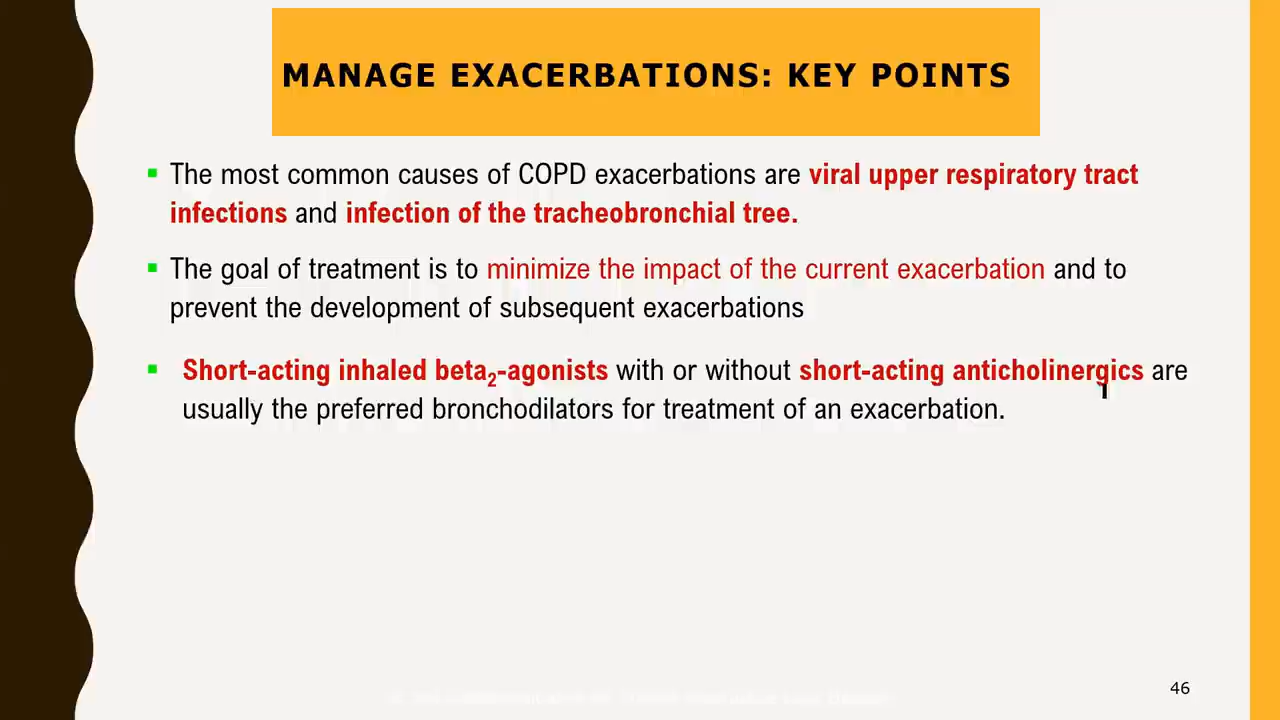 MANAGE EXACERBATIONS: KEY POINTS
The most common causes of COPD exacerbations are viral upper respiratory tract
infections and infection of the tracheobronchial tree.
The goal of treatment is to minimize the impact of the current exacerbation and to
prevent the development of subsequent exacerbations
Short-acting inhaled beta2-agonists with or without short-acting anticholinergics are
usually the preferred bronchodilators for treatment of an exacerbation.
46